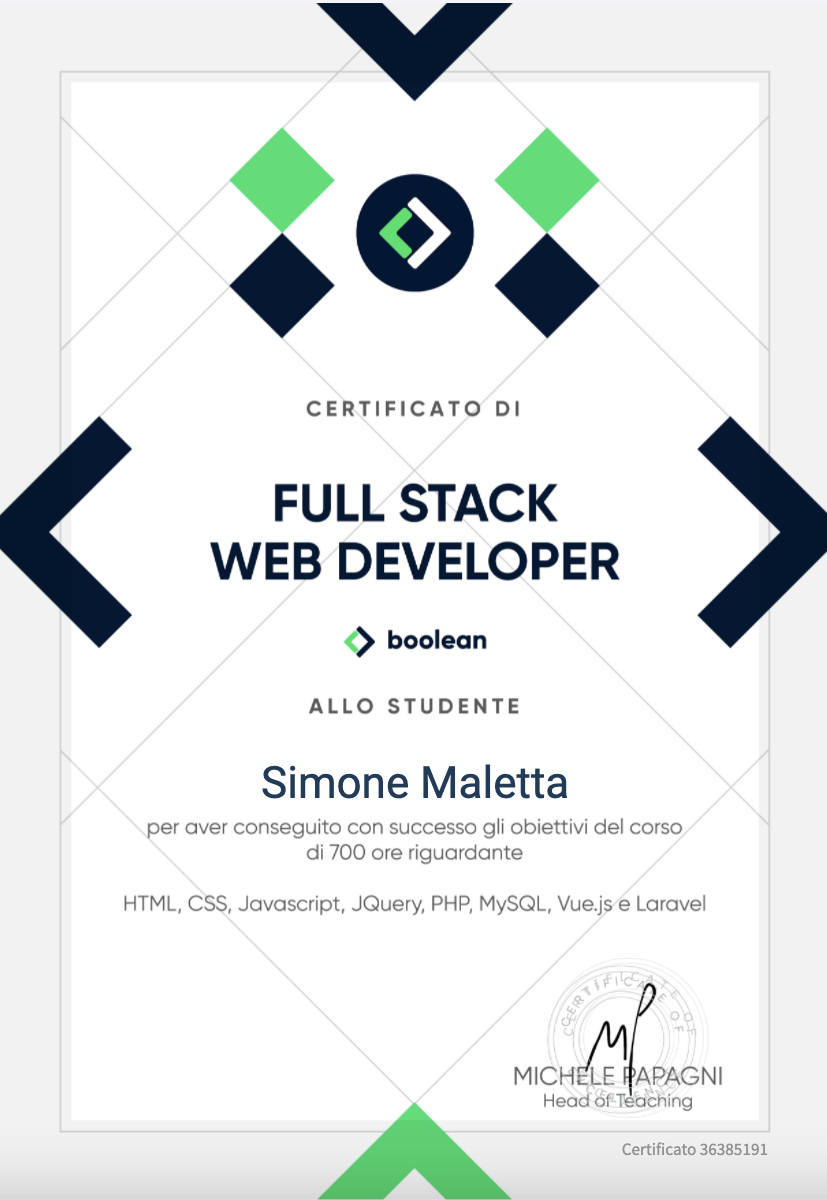 CERTIFICATO DI
FULL STACK
WEB DEVELOPER
boolean
ALLO STUDENTE
Simone Maletta
per aver conseguito con successo gli obiettivi del corso
di 700 ore riguardante
HTML, CSS, Javascript, JQuery, PHP, MySQL, Vue.js e Laravel
CERTIFICATE OF
MICHELE PAPAGNI
Head of Teaching
Certificato 36385191